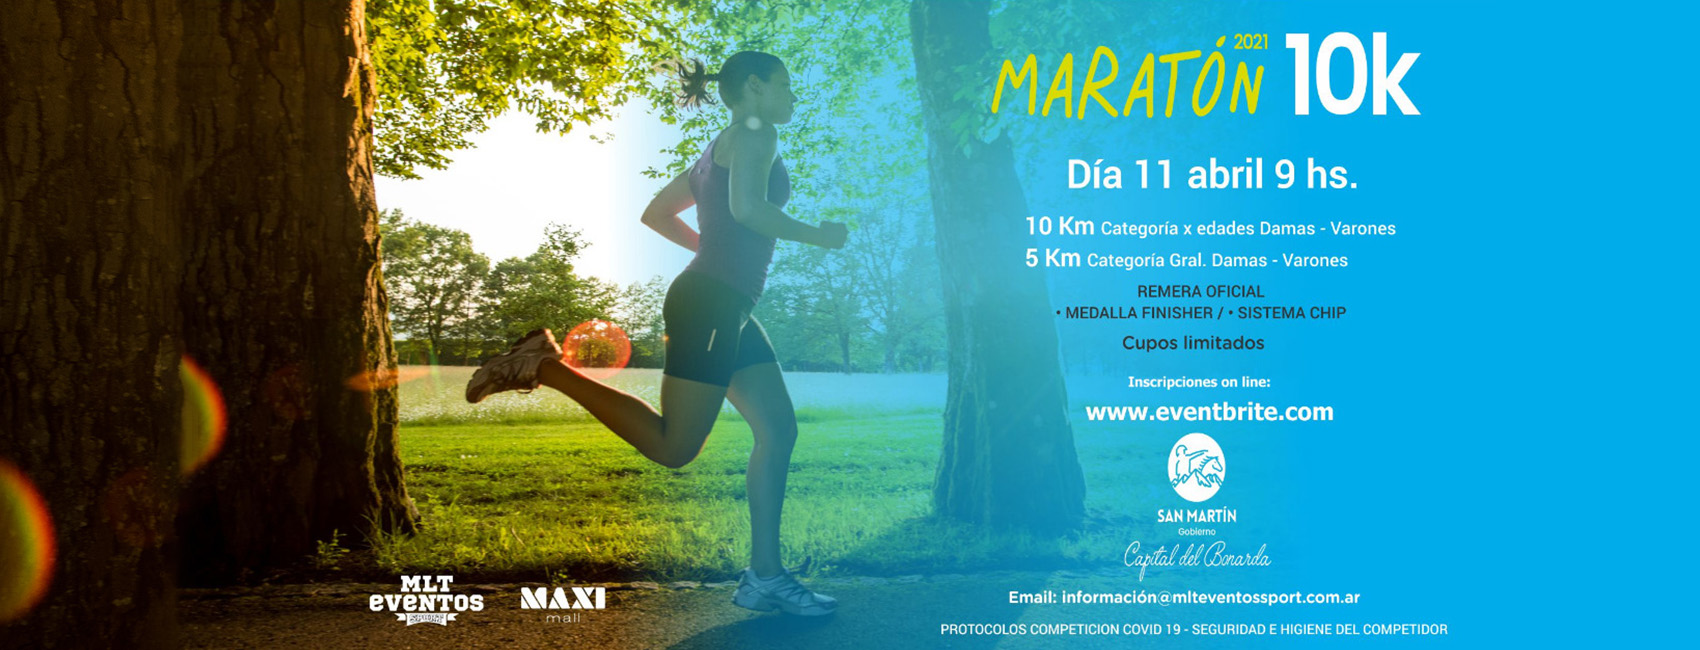 MARATÓN 2021 10k
Día 11 abril 9 hs.
10 Km Categoría x edades Damas - Varones
5 Km Categoría Gral. Damas - Varones
REMERA OFICIAL
• MEDALLA FINISHER / • SISTEMA CHIP
Cupos limitados
Inscripciones on line:
www.eventbrite.com
SAN MARTÍN
Gobierno
Capital del Bonarda
MLT
eventos
SPORT
MAXI
mall
Email: información@mlteventossport.com.ar
PROTOCOLOS COMPETICION COVID 19 - SEGURIDAD E HIGIENE DEL COMPETIDOR